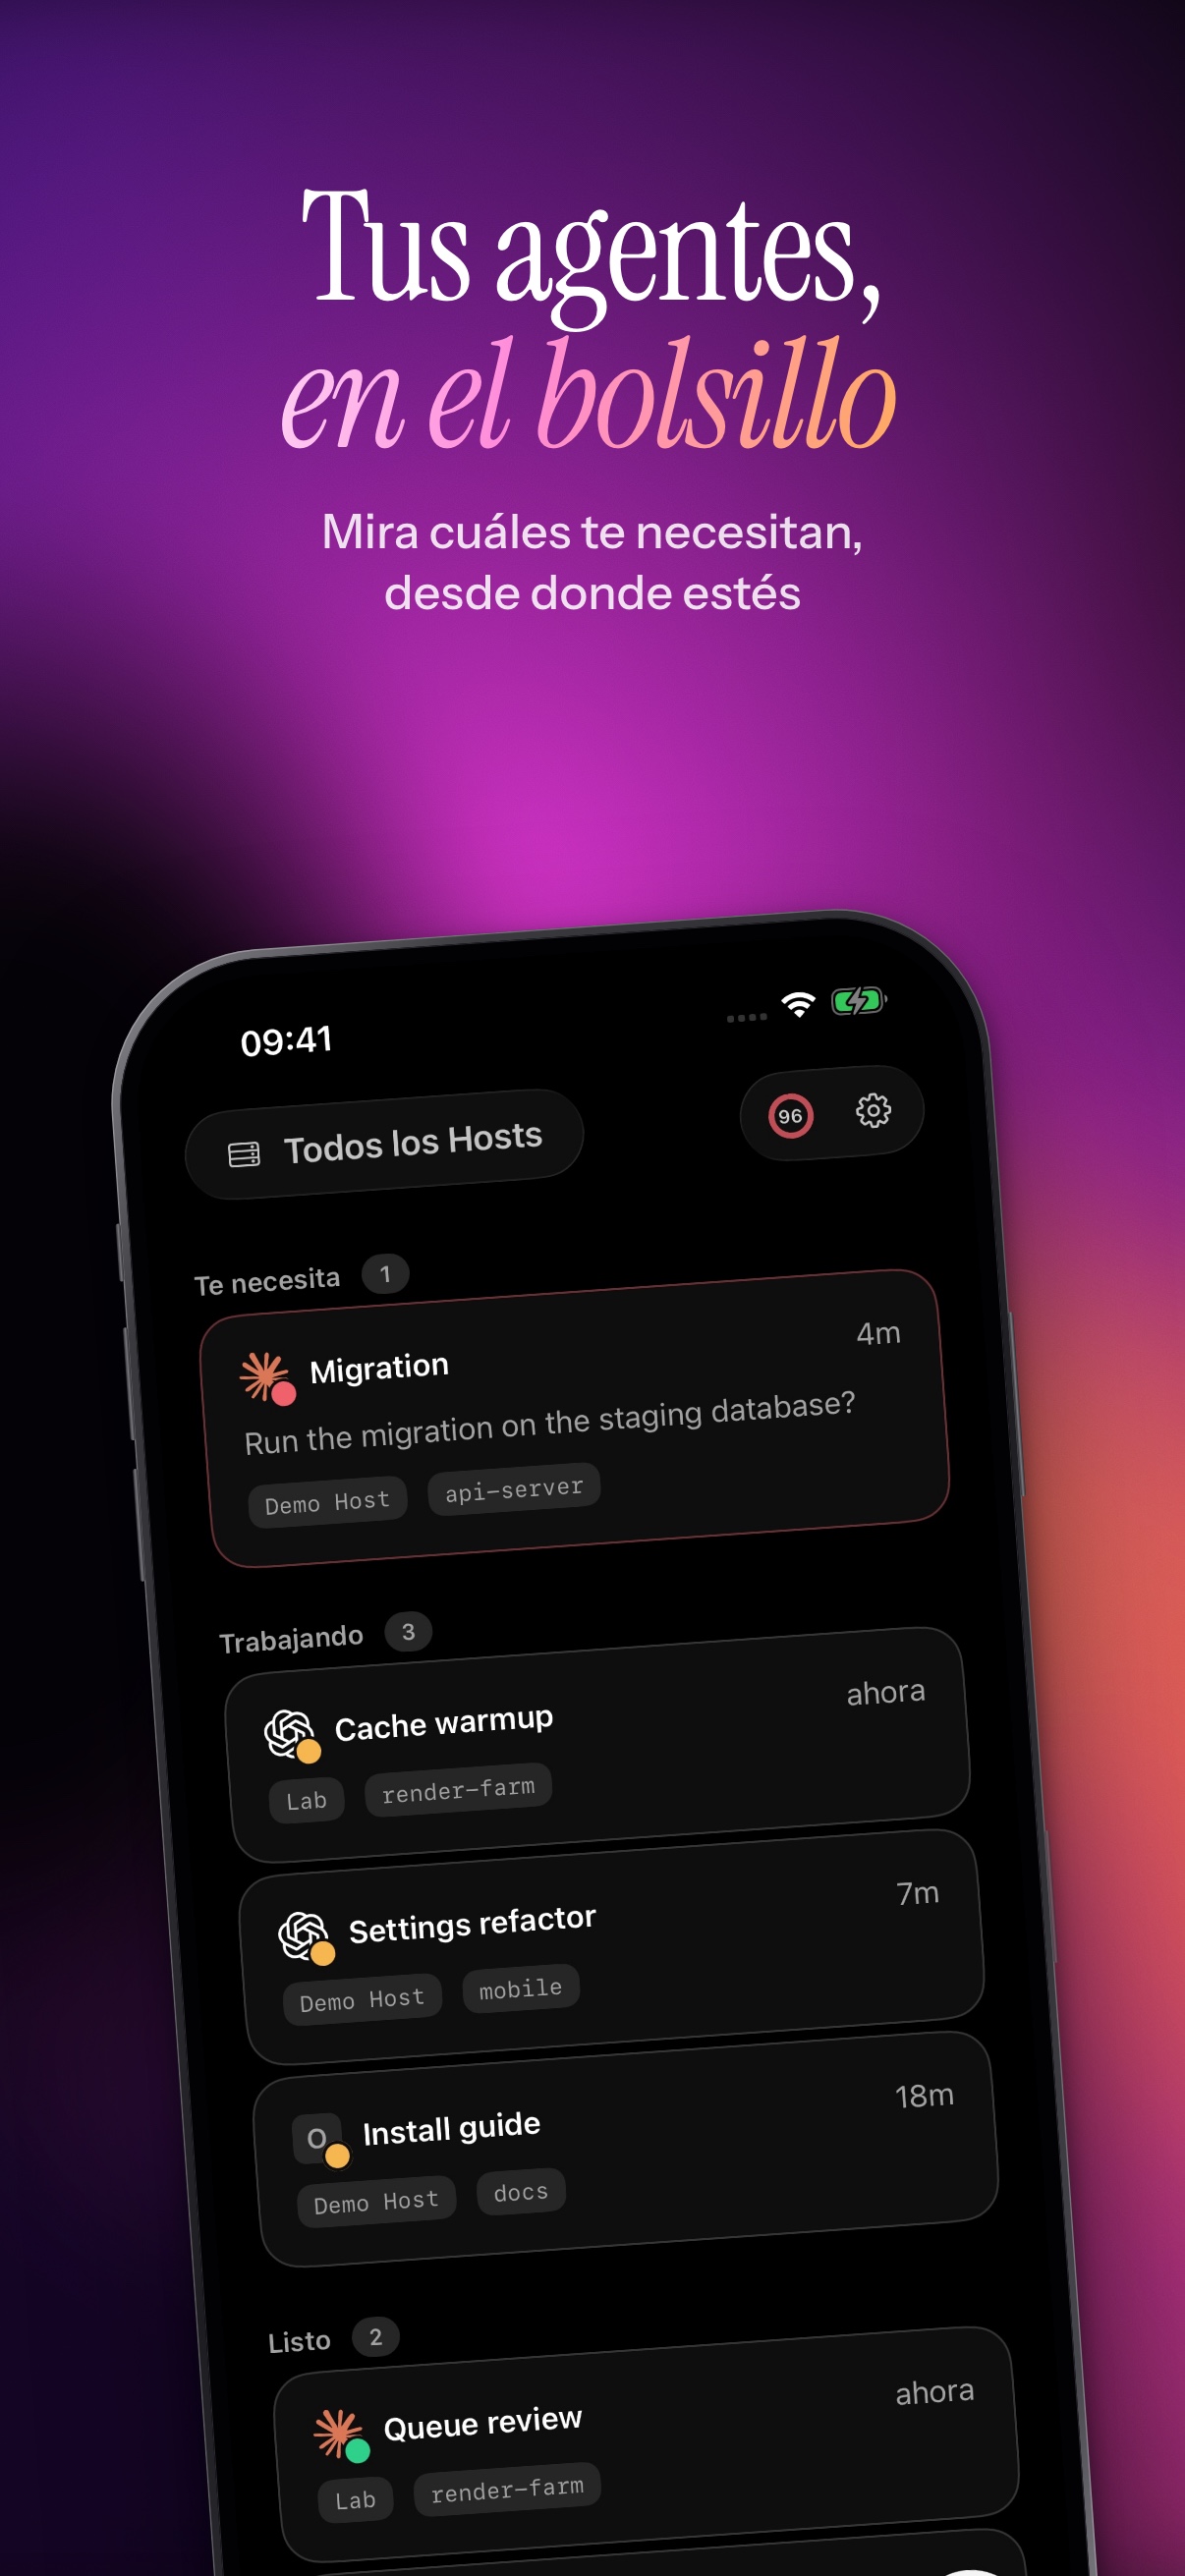 Tus agentes,
en el bolsillo
Mira cuáles te necesitan,
desde donde estés
09:41
Todos los Hosts
96
Te necesita 1
Migration 4m
Run the migration on the staging database?
Demo Host api-server
Trabajando 3
Cache warmup ahora
Lab render-farm
Settings refactor 7m
Demo Host mobile
O Install guide 18m
Demo Host docs
Listo 2
Queue review ahora
Lab render-farm